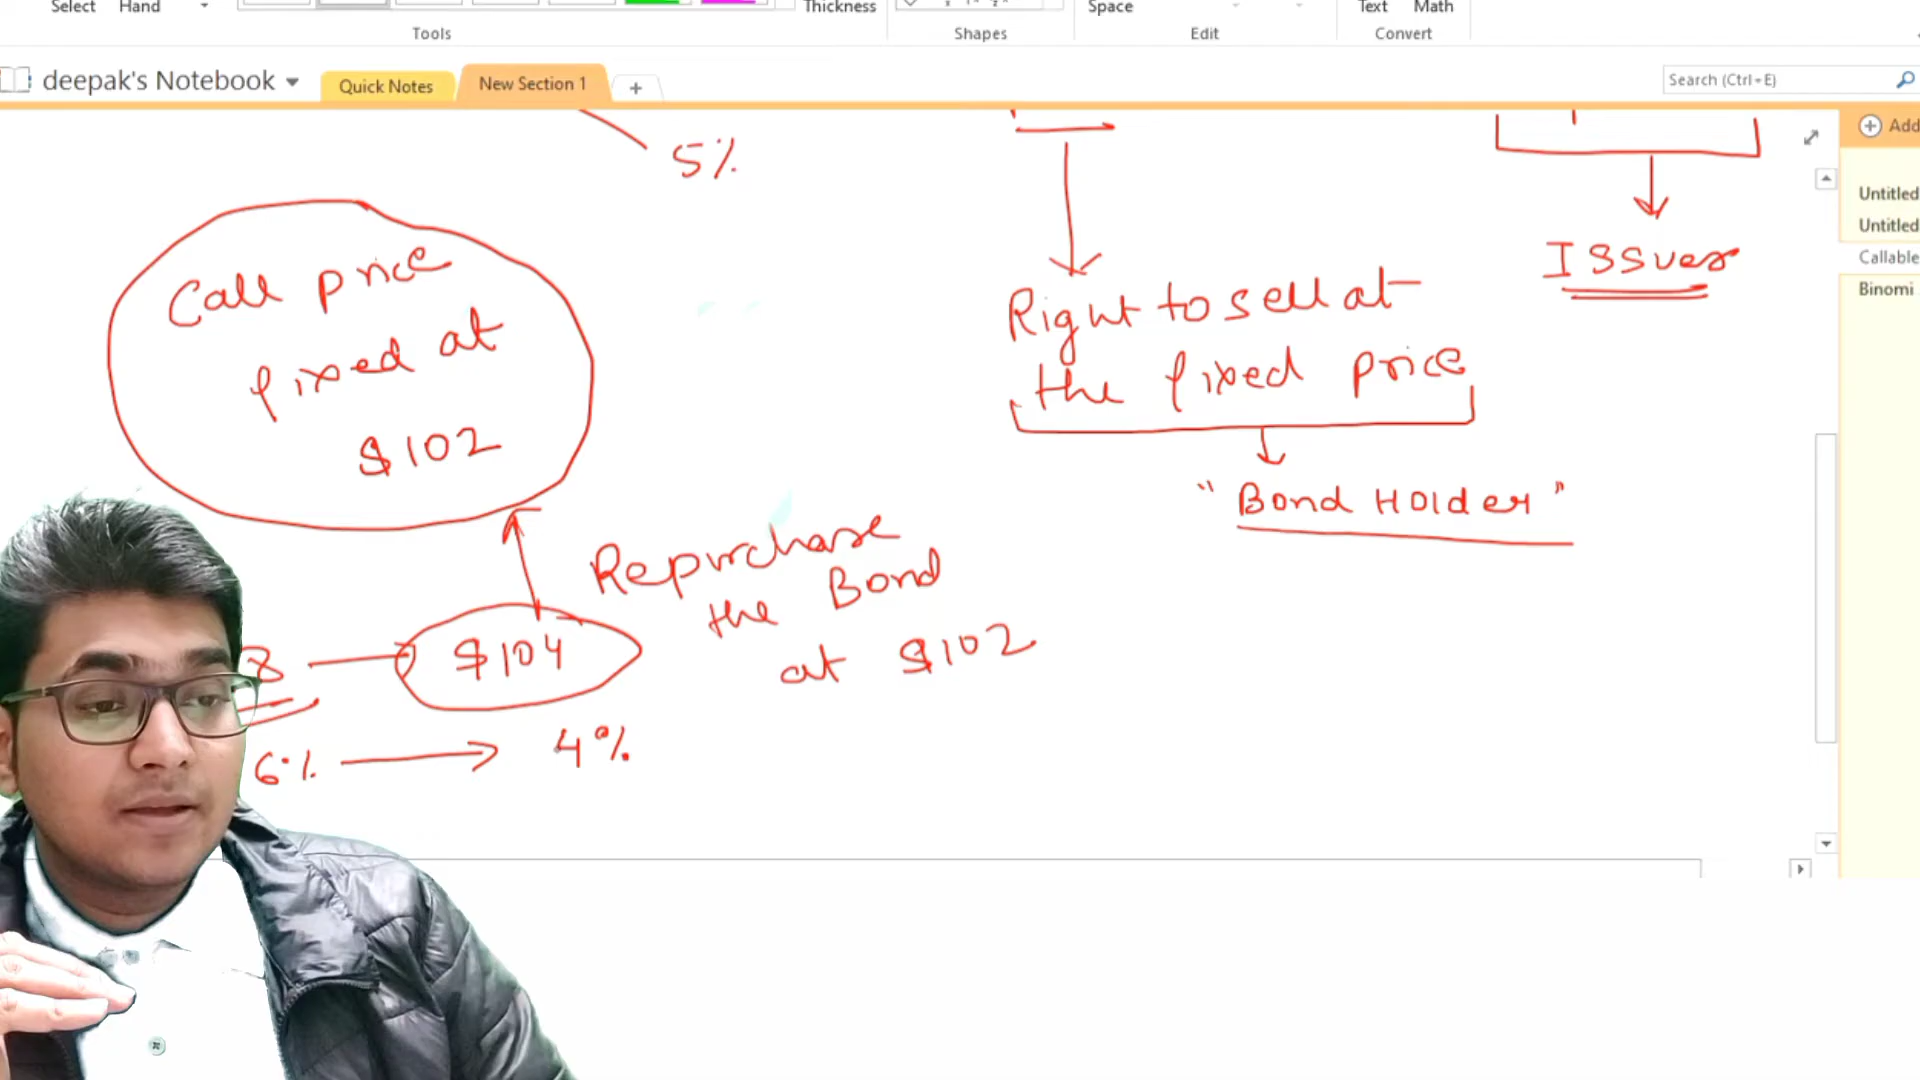 Select Hand
Thickness
Space
Text Math
Tools
Shapes
Edit
Convert
deepak's Notebook
Quick Notes
New Section 1
+
Search (Ctrl+E)
Add
Untitled
Untitled
Callable
Binomi
5%
Call price
fixed at
$102
$104
6% 4%
Repurchase
the Bond
at $102
Right to sell at
the fixed price
"Bond Holder"
Issuer